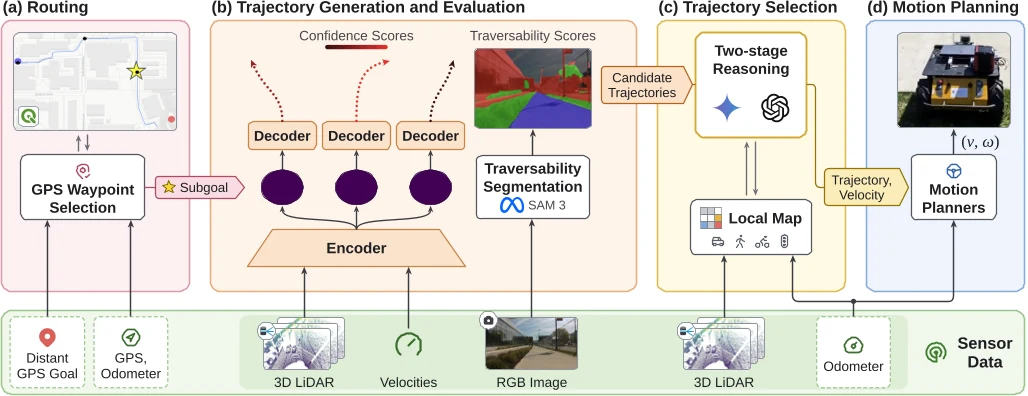 (a) Routing
GPS Waypoint
Selection
Subgoal
(b) Trajectory Generation and Evaluation
Confidence Scores
Traversability Scores
Decoder
Decoder
Decoder
Encoder
Traversability
Segmentation
SAM 3
Candidate
Trajectories
(c) Trajectory Selection
Two-stage
Reasoning
Local Map
Trajectory,
Velocity
(d) Motion Planning
(v, ω)
Motion
Planners
Distant
GPS Goal
GPS,
Odometer
3D LiDAR
Velocities
RGB Image
3D LiDAR
Odometer
Sensor
Data